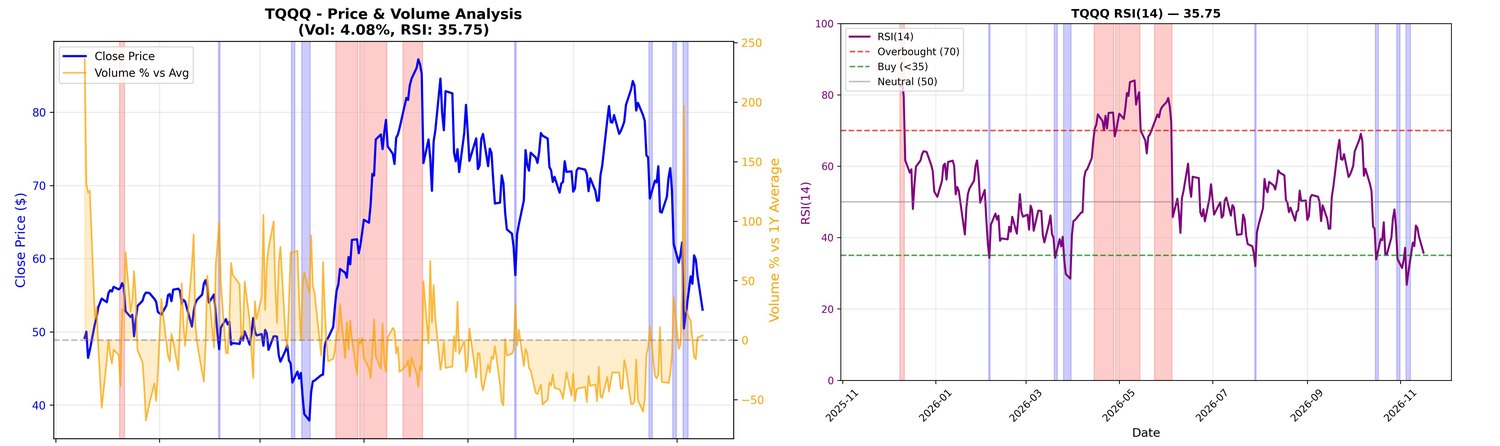 TQQQ - Price & Volume Analysis
(Vol: 4.08%, RSI: 35.75)
Close Price
Volume % vs Avg
Close Price ($)
80
70
60
50
40
250
200
150
100
50
0
−50
Volume % vs 1Y Average
TQQQ RSI(14) — 35.75
RSI(14)
Overbought (70)
Buy (<35)
Neutral (50)
RSI(14)
100
80
60
40
20
0
2025-11
2026-01
2026-03
2026-05
2026-07
2026-09
2026-11
Date